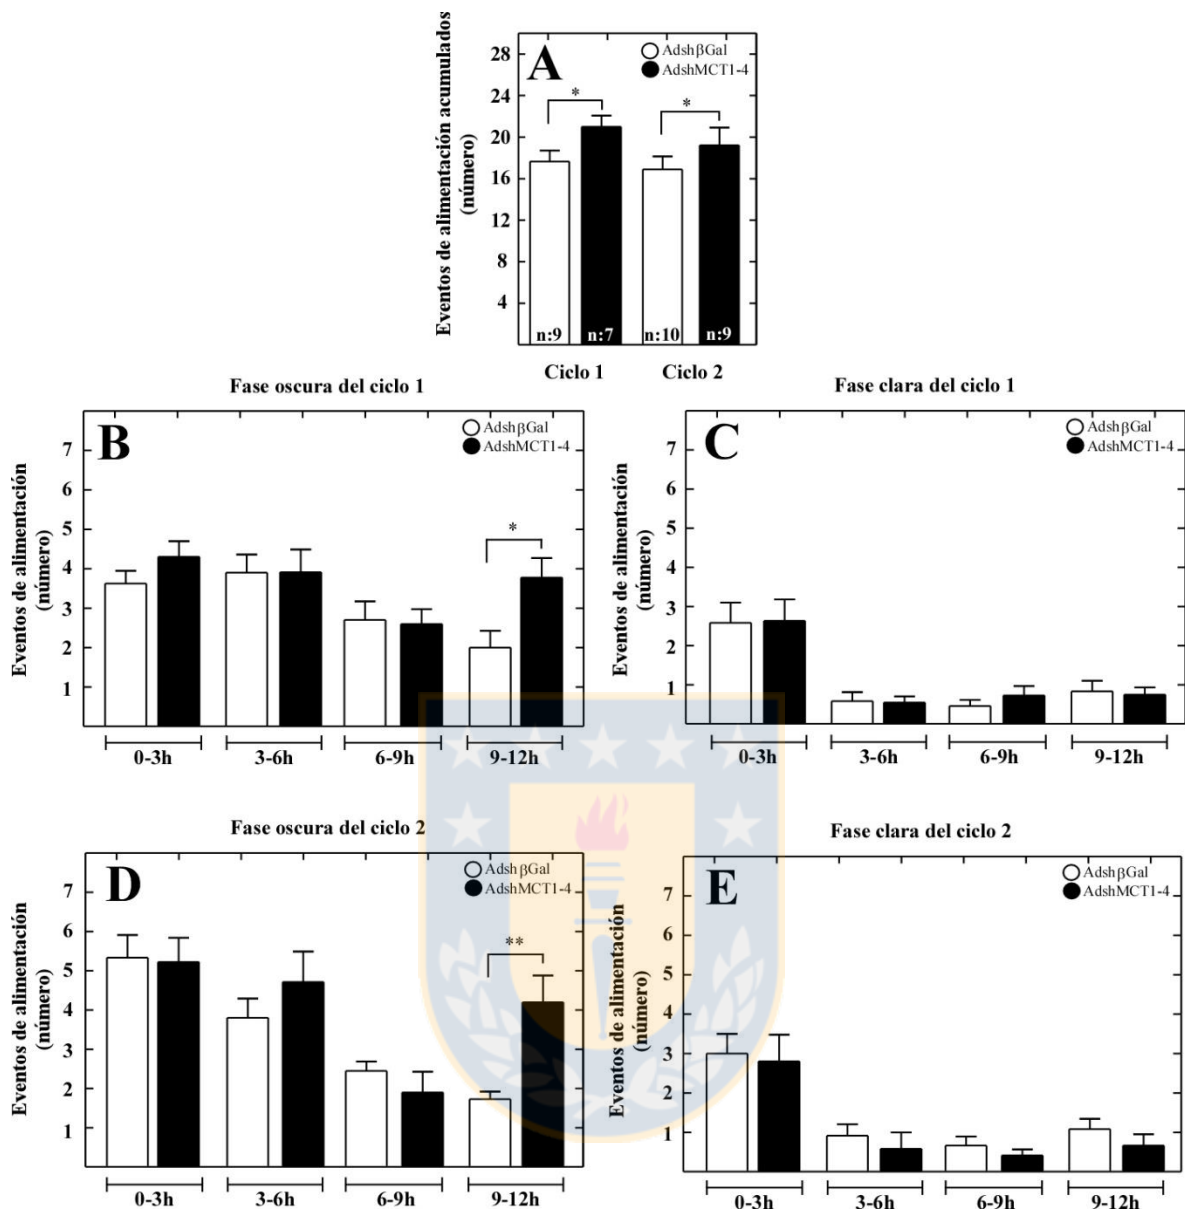 Eventos de alimentación acumulados
(número)
A
AdshβGal
AdshMCT1-4
28
24
20
16
12
8
4
*
*
n:9
n:7
n:10
n:9
Ciclo 1
Ciclo 2
Fase oscura del ciclo 1
Eventos de alimentación
(número)
B
AdshβGal
AdshMCT1-4
7
6
5
4
3
2
1
*
0-3h
3-6h
6-9h
9-12h
Fase clara del ciclo 1
Eventos de alimentación
(número)
C
AdshβGal
AdshMCT1-4
7
6
5
4
3
2
1
0-3h
3-6h
6-9h
9-12h
Fase oscura del ciclo 2
Eventos de alimentación
(número)
D
AdshβGal
AdshMCT1-4
7
6
5
4
3
2
1
**
0-3h
3-6h
6-9h
9-12h
Fase clara del ciclo 2
Eventos de alimentación
(número)
E
AdshβGal
AdshMCT1-4
7
6
5
4
3
2
1
0-3h
3-6h
6-9h
9-12h